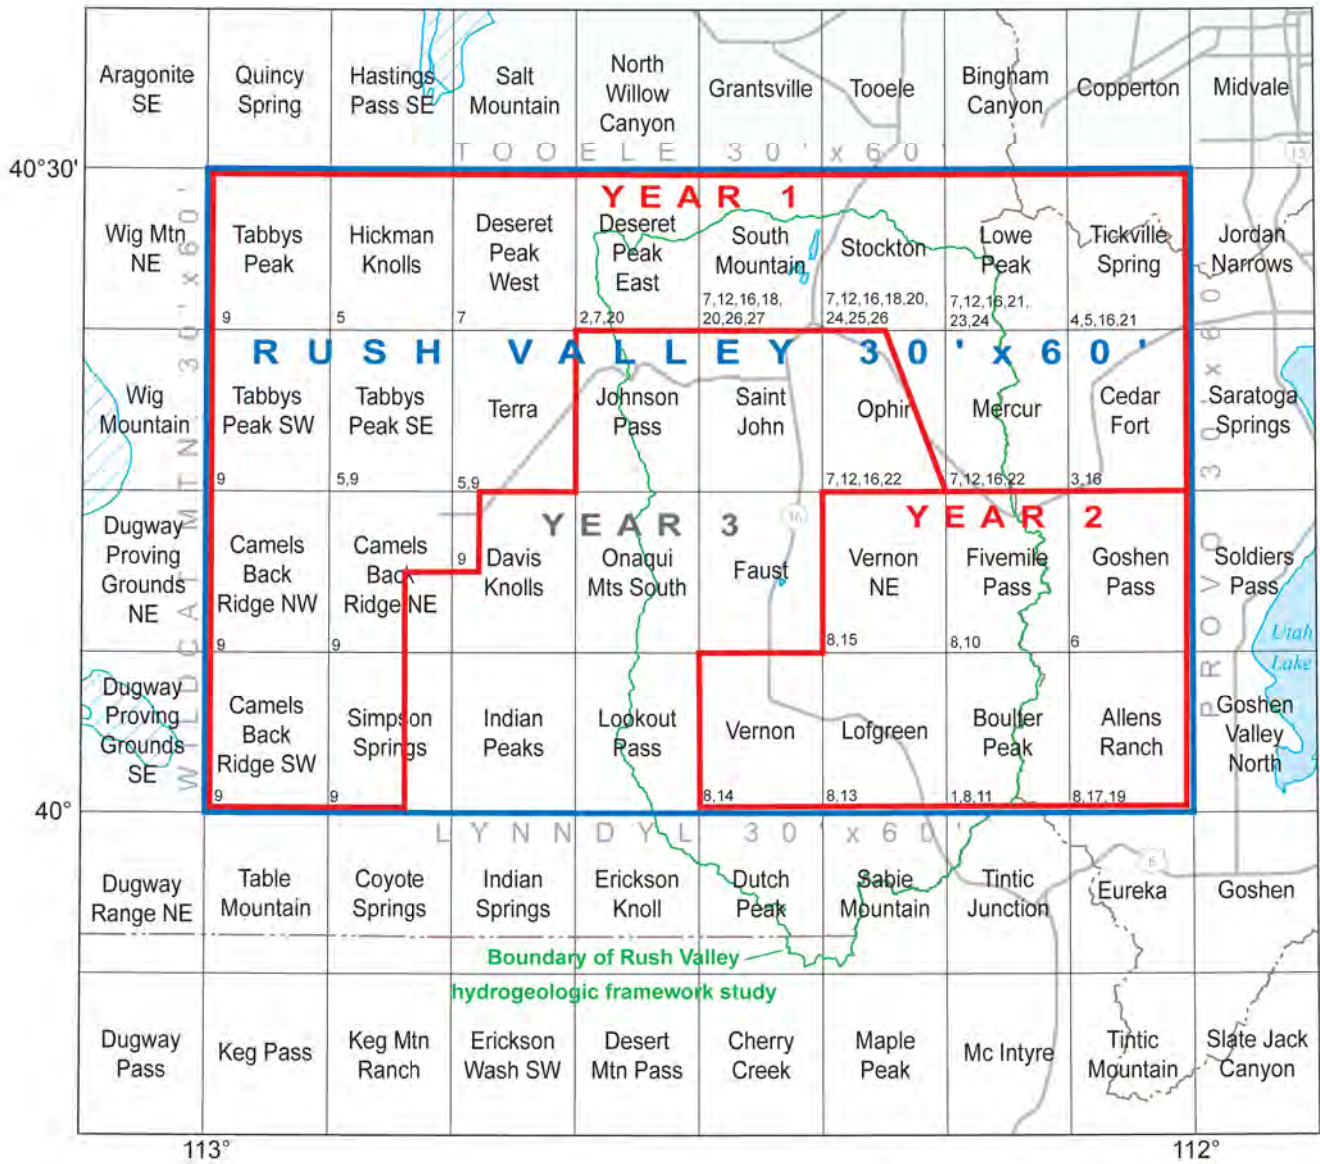 Aragonite
SE
Quincy
Spring
Hastings
Pass SE
Salt
Mountain
North
Willow
Canyon
Grantsville
Tooele
Bingham
Canyon
Copperton
Midvale
15
TOOELE 30' x 60'
40°30'
YEAR 1
Wig Mtn
NE
Tabbys
Peak
9
Hickman
Knolls
5
Deseret
Peak
West
7
Deseret
Peak
East
2,7,20
South
Mountain
7,12,16,18,
20,26,27
Stockton
7,12,16,18,20,
24,25,26
Lowe
Peak
7,12,16,21,
23,24
Tickville
Spring
4,5,16,21
Jordan
Narrows
RUSH VALLEY 30' x 60'
WILDCAT MTN 30' x 60'
PROVO 30' x 60'
Wig
Mountain
Tabbys
Peak SW
9
Tabbys
Peak SE
5,9
Terra
5,9
Johnson
Pass
Saint
John
Ophir
7,12,16,22
Mercur
7,12,16,22
Cedar
Fort
3,16
Saratoga
Springs
YEAR 3
36
YEAR 2
Dugway
Proving
Grounds
NE
Camels
Back
Ridge NW
9
Camels
Back
Ridge NE
9
9
Davis
Knolls
Onaqui
Mts South
Faust
Vernon
NE
8,15
Fivemile
Pass
8,10
Goshen
Pass
6
Soldiers
Pass
Utah
Lake
Dugway
Proving
Grounds
SE
Camels
Back
Ridge SW
9
Simpson
Springs
9
Indian
Peaks
Lookout
Pass
Vernon
8,14
Lofgreen
8,13
Boulter
Peak
1,8,11
Allens
Ranch
8,17,19
Goshen
Valley
North
40°
LYNNDYL 30' x 60'
6
Dugway
Range NE
Table
Mountain
Coyote
Springs
Indian
Springs
Erickson
Knoll
Dutch
Peak
Sabie
Mountain
Tintic
Junction
Eureka
Goshen
Boundary of Rush Valley
hydrogeologic framework study
Dugway
Pass
Keg Pass
Keg Mtn
Ranch
Erickson
Wash SW
Desert
Mtn Pass
Cherry
Creek
Maple
Peak
Mc Intyre
Tintic
Mountain
Slate Jack
Canyon
113°
112°